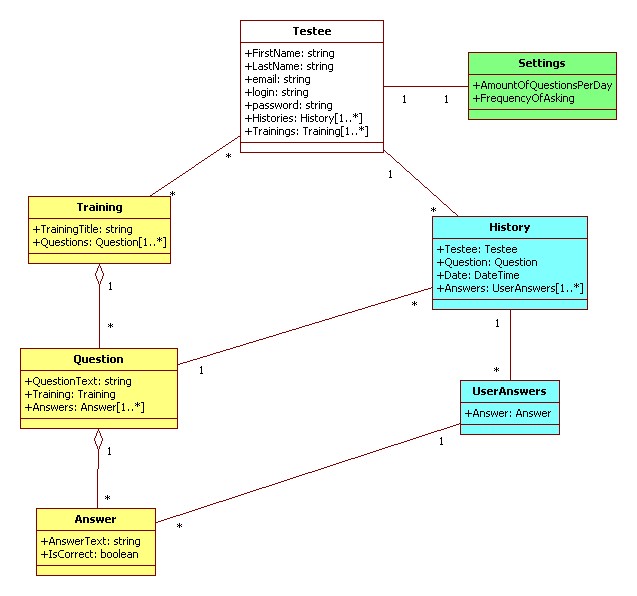 Testee
+FirstName: string
+LastName: string
+email: string
+login: string
+password: string
+Histories: History[1..*]
+Trainings: Training[1..*]
Settings
+AmountOfQuestionsPerDay
+FrequencyOfAsking
1
1
*
*
1
*
Training
+TrainingTitle: string
+Questions: Question[1..*]
History
+Testee: Testee
+Question: Question
+Date: DateTime
+Answers: UserAnswers[1..*]
1
*
*
1
1
*
Question
+QuestionText: string
+Training: Training
+Answers: Answer[1..*]
UserAnswers
+Answer: Answer
1
*
1
*
Answer
+AnswerText: string
+IsCorrect: boolean